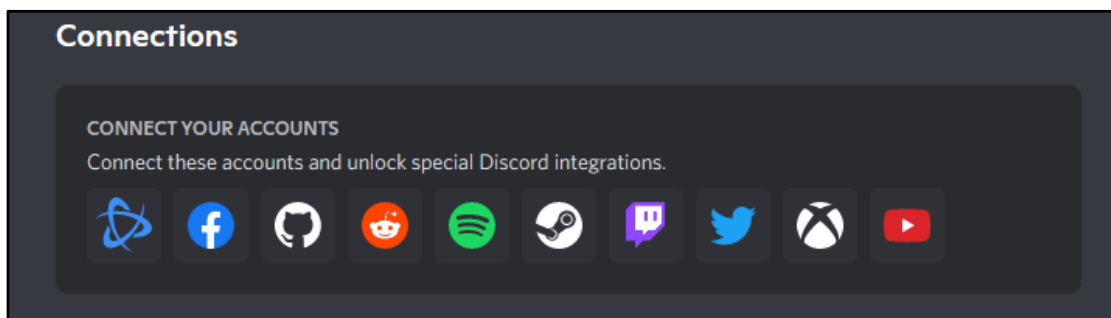 Connections
CONNECT YOUR ACCOUNTS
Connect these accounts and unlock special Discord integrations.